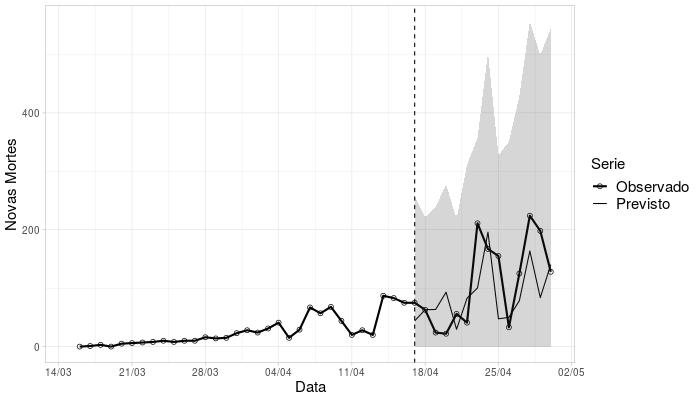 Novas Mortes
400
200
0
14/03 21/03 28/03 04/04 11/04 18/04 25/04 02/05
Data
Serie
Observado
Previsto